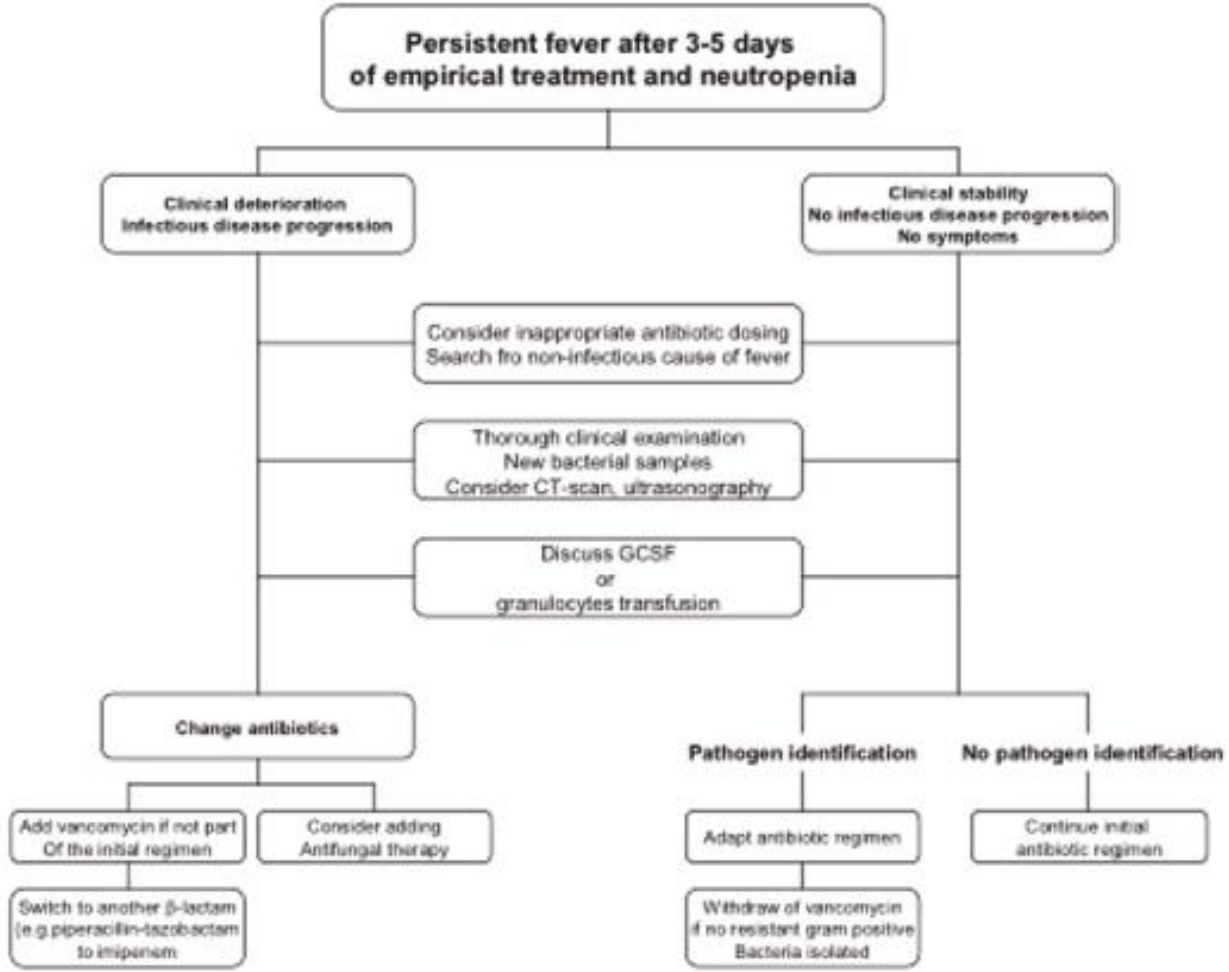 Persistent fever after 3-5 days
of empirical treatment and neutropenia
Clinical deterioration
Infectious disease progression
Clinical stability
No infectious disease progression
No symptoms
Consider inappropriate antibiotic dosing
Search fro non-infectious cause of fever
Thorough clinical examination
New bacterial samples
Consider CT-scan, ultrasonography
Discuss GCSF
or
granulocytes transfusion
Change antibiotics
Add vancomycin if not part
Of the initial regimen
Consider adding
Antifungal therapy
Switch to another β-lactam
(e.g.piperacillin-tazobactam
to imipenem
Pathogen identification
No pathogen identification
Adapt antibiotic regimen
Continue initial
antibiotic regimen
Withdraw of vancomycin
if no resistant gram positive
Bacteria isolated